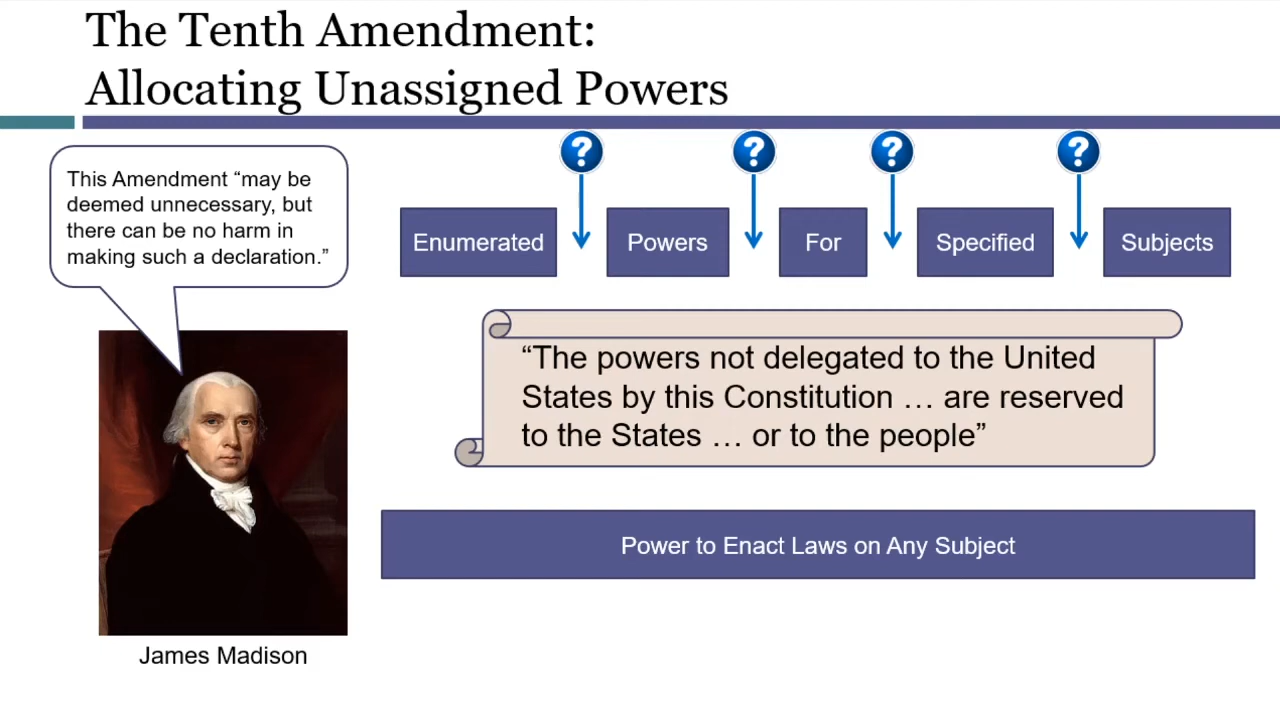 The Tenth Amendment:
Allocating Unassigned Powers
This Amendment “may be
deemed unnecessary, but
there can be no harm in
making such a declaration.”
? ? ? ?
Enumerated Powers For Specified Subjects
“The powers not delegated to the United
States by this Constitution … are reserved
to the States … or to the people”
Power to Enact Laws on Any Subject
James Madison